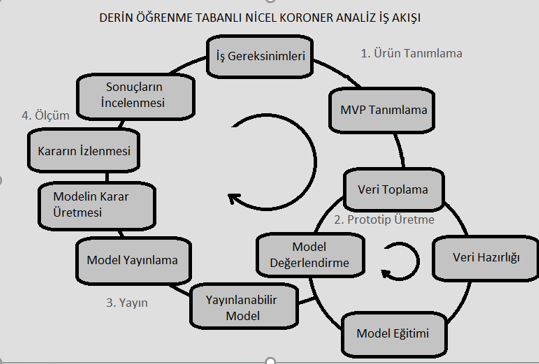 DERİN ÖĞRENME TABANLI NİCEL KORONER ANALİZ İŞ AKIŞI
İş Gereksinimleri
1. Ürün Tanımlama
MVP Tanımlama
Veri Toplama
2. Prototip Üretme
Veri Hazırlığı
Model Eğitimi
Model
Değerlendirme
Yayınlanabilir
Model
3. Yayın
Model Yayınlama
Modelin Karar
Üretmesi
Kararın İzlenmesi
4. Ölçüm
Sonuçların
İncelenmesi